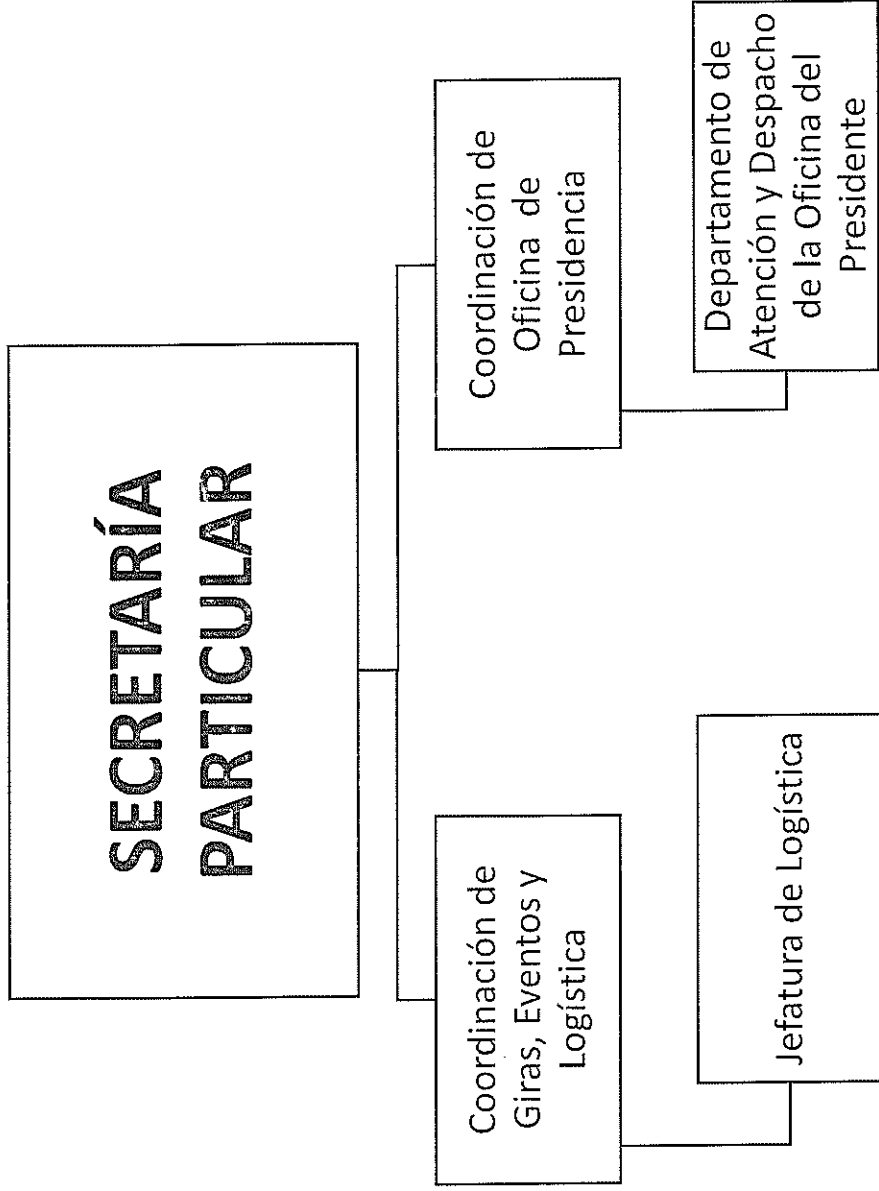 SECRETARÍA
PARTICULAR
Coordinación de
Giras, Eventos y
Logística
Coordinación de
Oficina de
Presidencia
Jefatura de Logística
Departamento de
Atención y Despacho
de la Oficina del
Presidente